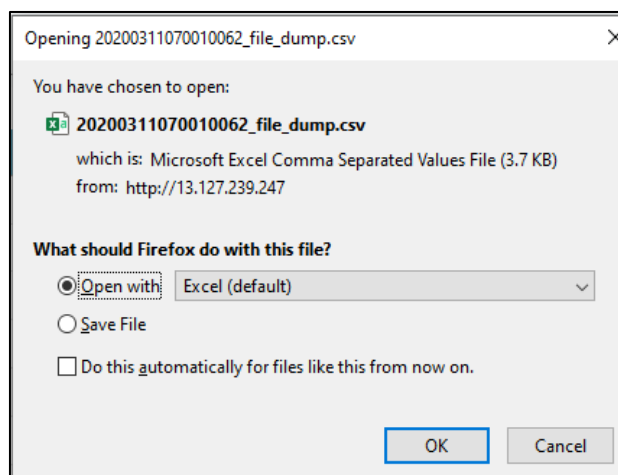 Opening 20200311070010062_file_dump.csv
You have chosen to open:
20200311070010062_file_dump.csv
which is: Microsoft Excel Comma Separated Values File (3.7 KB)
from: http://13.127.239.247
What should Firefox do with this file?
Open with Excel (default)
Save File
Do this automatically for files like this from now on.
OK Cancel